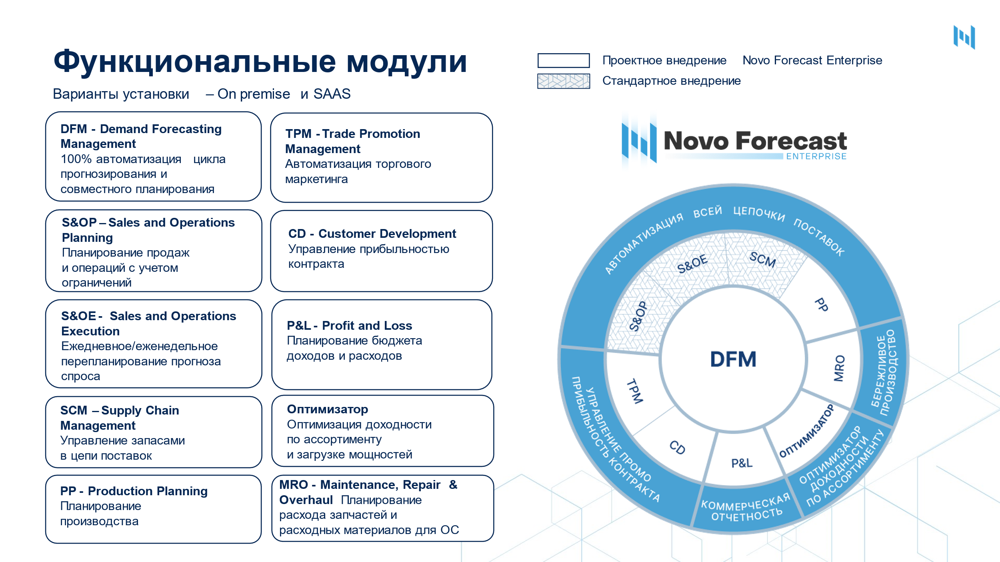 Функциональные модули
Варианты установки – On premise и SAAS
DFM - Demand Forecasting
Management
100% автоматизация цикла
прогнозирования и
совместного планирования
S&OP – Sales and Operations
Planning
Планирование продаж
и операций с учетом
ограничений
S&OE - Sales and Operations
Execution
Ежедневное/еженедельное
перепланирование прогноза
спроса
SCM – Supply Chain
Management
Управление запасами
в цепи поставок
PP - Production Planning
Планирование
производства
TPM - Trade Promotion
Management
Автоматизация торгового
маркетинга
CD - Customer Development
Управление прибыльностью
контракта
P&L - Profit and Loss
Планирование бюджета
доходов и расходов
Оптимизатор
Оптимизация доходности
по ассортименту
и загрузке мощностей
MRO - Maintenance, Repair &
Overhaul Планирование
расхода запчастей и
расходных материалов для ОС
Проектное внедрение Novo Forecast Enterprise
Стандартное внедрение
Novo Forecast
ENTERPRISE
АВТОМАТИЗАЦИЯ ВСЕЙ ЦЕПОЧКИ ПОСТАВОК
S&OP
S&OE
SCM
PP
MRO
ОПТИМИЗАТОР
P&L
CD
TPM
DFM
БЕРЕЖЛИВОЕ
ПРОИЗВОДСТВО
ОПТИМИЗАТОР
ДОХОДНОСТИ
ПО АССОРТИМЕНТУ
КОММЕРЧЕСКАЯ
ОТЧЕТНОСТЬ
УПРАВЛЕНИЕ ПРОМО
ПРИБЫЛЬНОСТЬ КОНТРАКТА